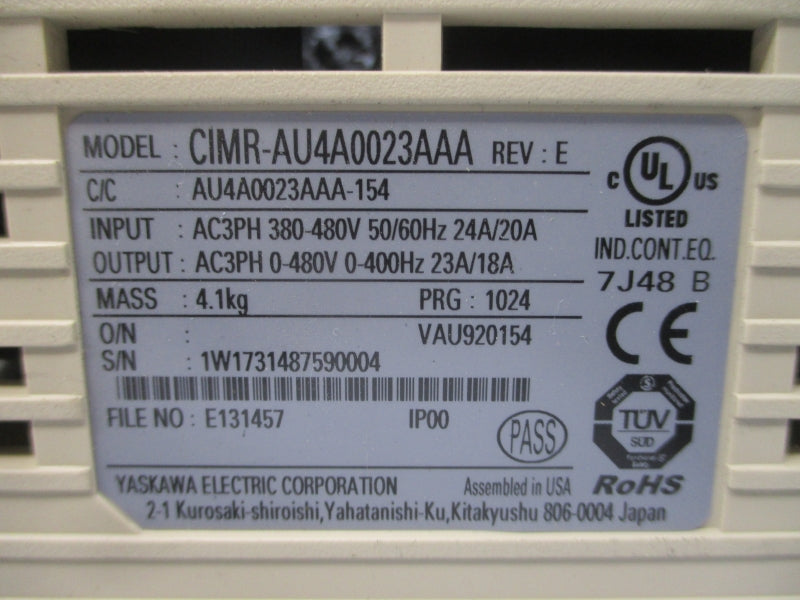 MODEL : CIMR-AU4A0023AAA REV : E
C/C : AU4A0023AAA-154
INPUT : AC3PH 380-480V 50/60Hz 24A/20A
OUTPUT : AC3PH 0-480V 0-400Hz 23A/18A
MASS : 4.1kg PRG : 1024
O/N : VAU920154
S/N : 1W1731487590004
FILE NO : E131457 IP00
PASS
YASKAWA ELECTRIC CORPORATION Assembled in USA
2-1 Kurosaki-shiroishi,Yahatanishi-Ku,Kitakyushu 806-0004 Japan
C UL US
LISTED
IND.CONT.EQ.
7J48 B
CE
TÜV
SÜD
RoHS